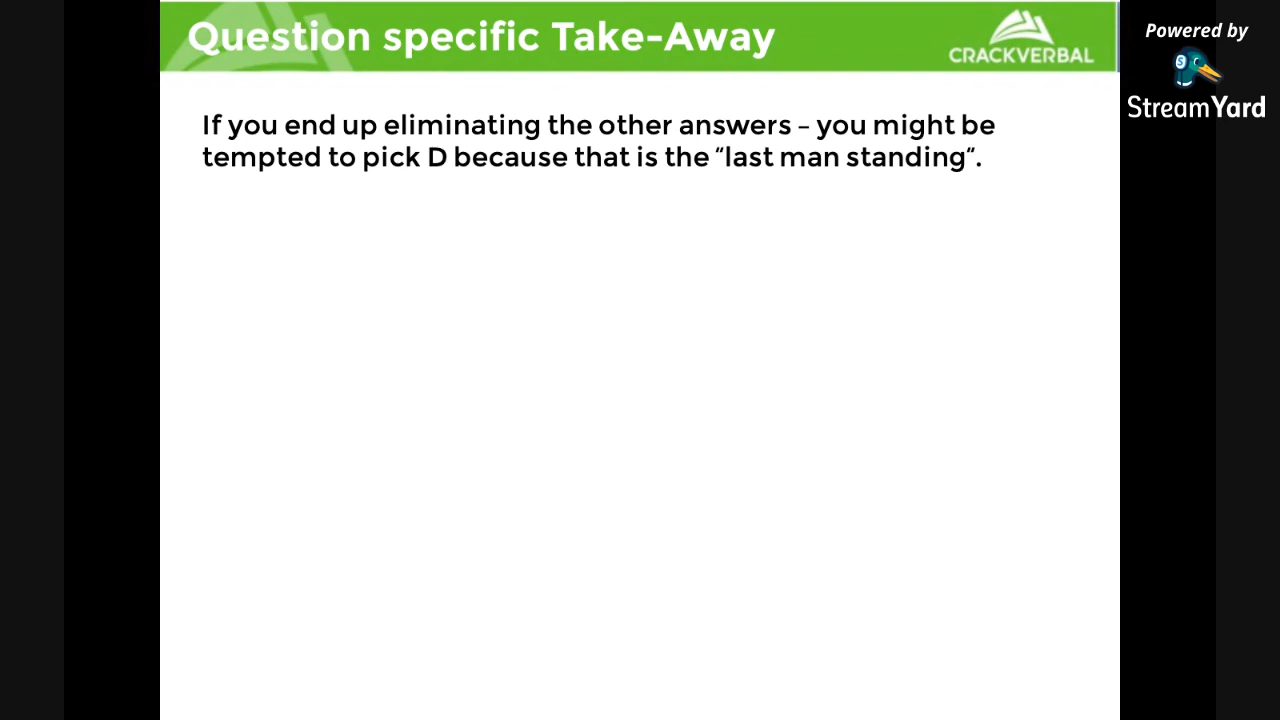 Question specific Take-Away
CRACKVERBAL
Powered by
S
StreamYard
If you end up eliminating the other answers – you might be
tempted to pick D because that is the “last man standing“.